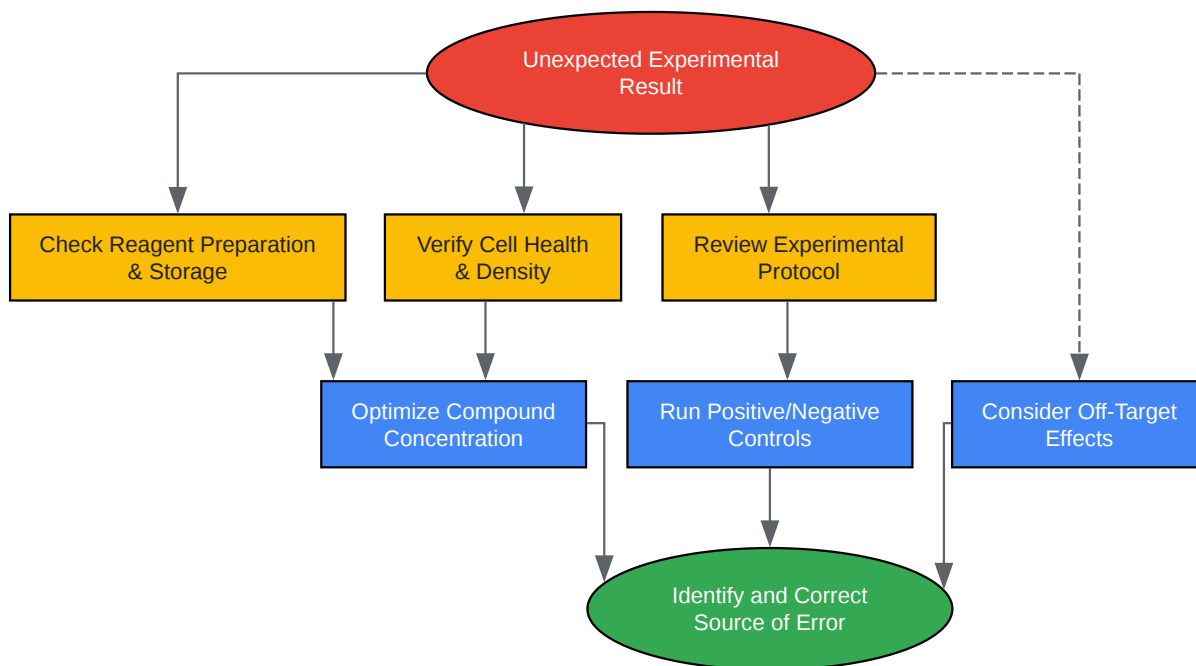 Unexpected Experimental
Result
Check Reagent Preparation
& Storage
Verify Cell Health
& Density
Review Experimental
Protocol
Optimize Compound
Concentration
Run Positive/Negative
Controls
Consider Off-Target
Effects
Identify and Correct
Source of Error